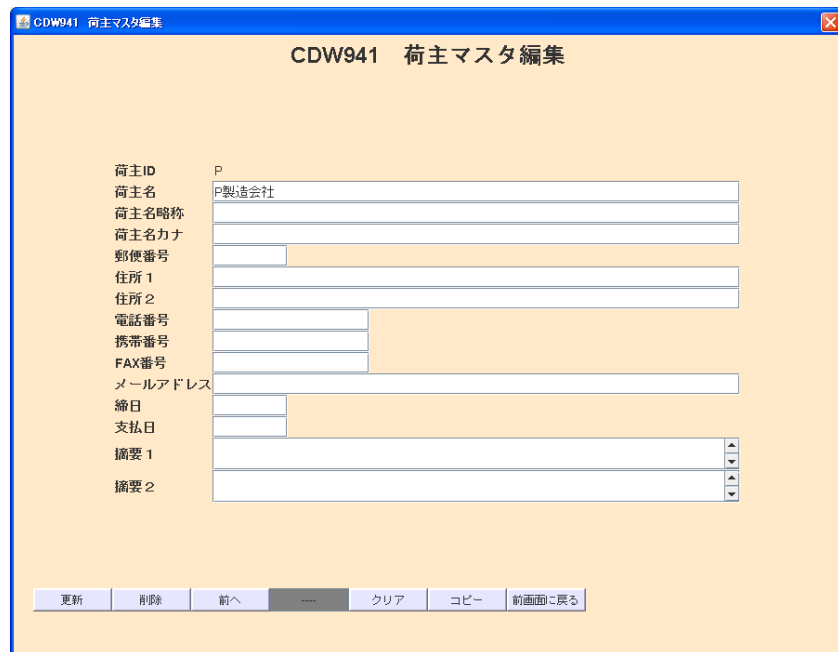 CDW941 荷主マスタ編集
CDW941 荷主マスタ編集
荷主ID P
荷主名 P製造会社
荷主名略称
荷主名カナ
郵便番号
住所１
住所２
電話番号
携帯番号
FAX番号
メールアドレス
締日
支払日
摘要１
摘要２
更新 削除 前へ ---- クリア コピー 前画面に戻る